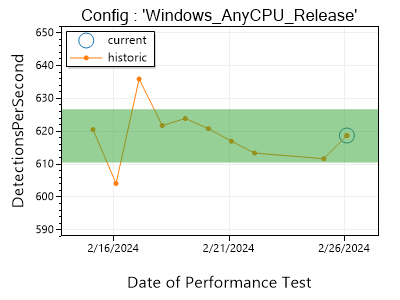 Config : 'Windows_AnyCPU_Release'
current
historic
DetectionsPerSecond
650
640
630
620
610
600
590
2/16/2024
2/21/2024
2/26/2024
Date of Performance Test